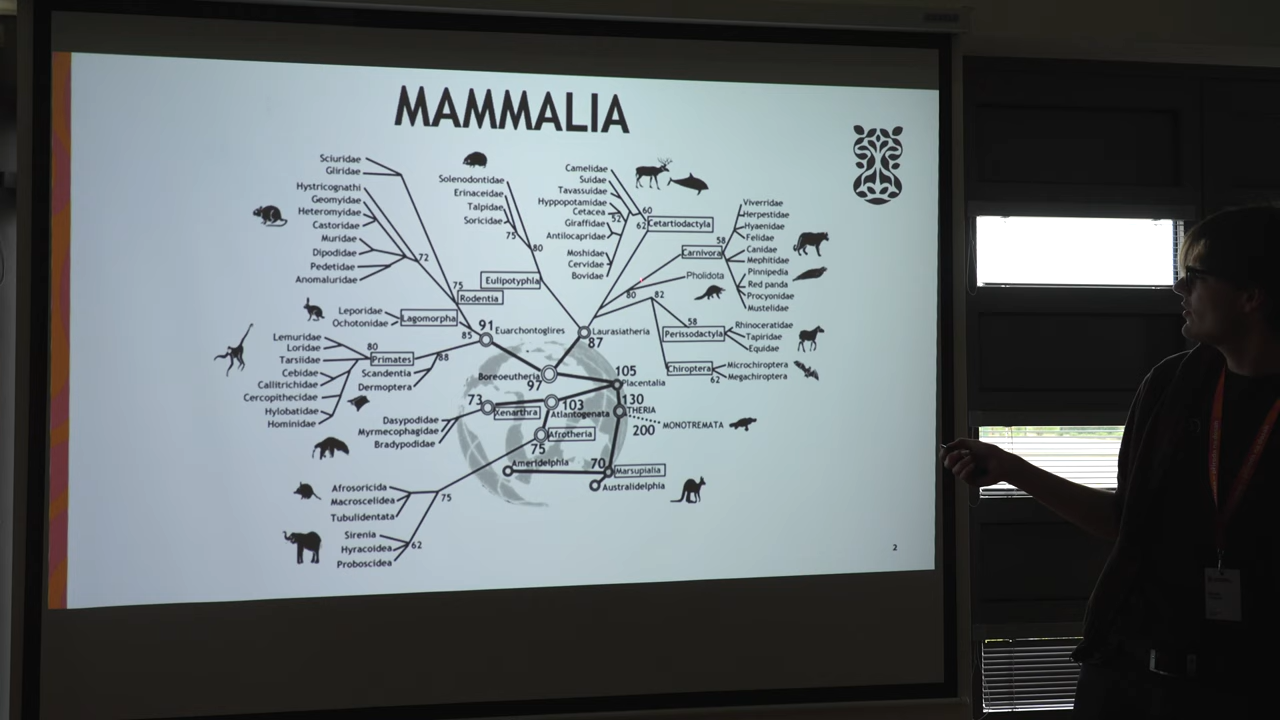 MAMMALIA
Sciuridae
Gliridae
Hystricognathi
Geomyidae
Heteromyidae
Castoridae
Muridae
Dipodidae
Pedetidae
Anomaluridae
72
75
Rodentia
Solenodontidae
Erinaceidae
Talpidae
Soricidae
75
80
Eulipotyphla
Camelidae
Suidae
Tavassuidae
Hyppopotamidae
Cetacea
Giraffidae
Antilocapridae
Moshidae
Cervidae
Bovidae
52
60
62
Cetartiodactyla
Viverridae
Herpestidae
Hyaenidae
Felidae
Canidae
Mephitidae
Pinnipedia
Red panda
Procyonidae
Mustelidae
58
Carnivora
Pholidota
80
82
58
Perissodactyla
Rhinoceratidae
Tapiridae
Equidae
Chiroptera
62
Microchiroptera
Megachiroptera
Leporidae
Ochotonidae
Lagomorpha
85
91
Euarchontoglires
Laurasiatheria
87
Lemuridae
Loridae
Tarsiidae
Cebidae
Callitrichidae
Cercopithecidae
Hylobatidae
Hominidae
80
Primates
Scandentia
Dermoptera
88
Boreoeutheria
97
105
Placentalia
130
THERIA
200
MONOTREMATA
73
Xenarthra
103
Atlantogenata
Dasypodidae
Myrmecophagidae
Bradypodidae
Afrotheria
75
Ameridelphia
70
Marsupialia
Australidelphia
Afrosoricida
Macroscelidea
Tubulidentata
75
Sirenia
Hyracoidea
Proboscidea
62
2